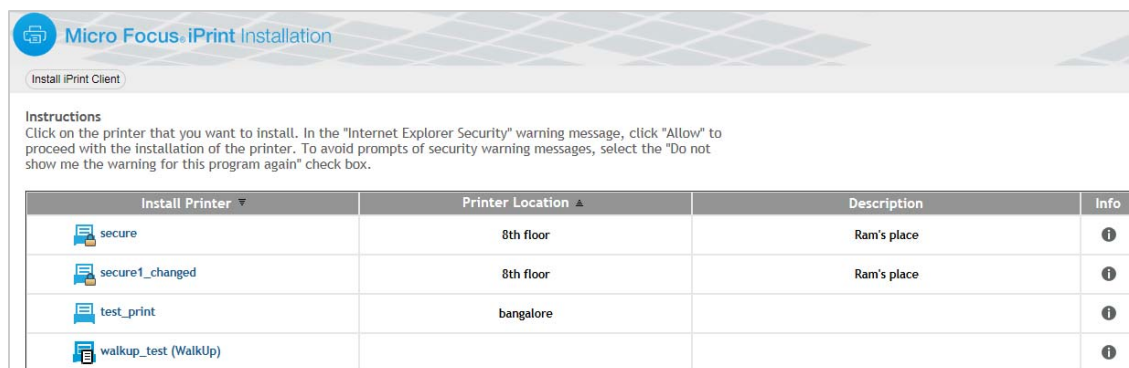 Micro Focus® iPrint Installation
Install iPrint Client
Instructions
Click on the printer that you want to install. In the "Internet Explorer Security" warning message, click "Allow" to
proceed with the installation of the printer. To avoid prompts of security warning messages, select the "Do not
show me the warning for this program again" check box.
Install Printer Printer Location Description Info
secure 8th floor Ram's place
secure1_changed 8th floor Ram's place
test_print bangalore
walkup_test (WalkUp)